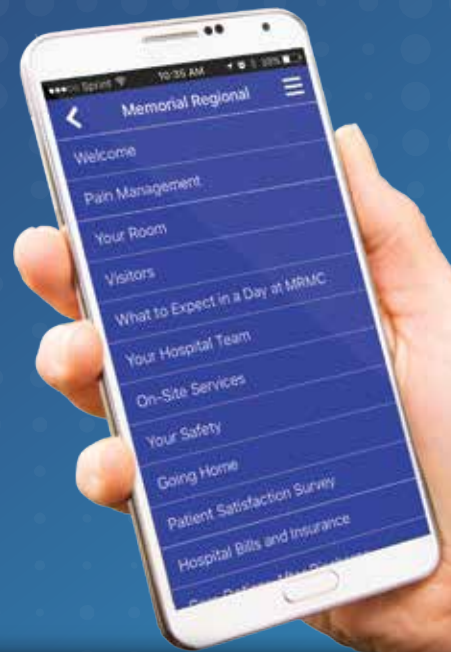 Sprint 10:35 AM 38%
Memorial Regional
Welcome
Pain Management
Your Room
Visitors
What to Expect in a Day at MRMC
Your Hospital Team
On-Site Services
Your Safety
Going Home
Patient Satisfaction Survey
Hospital Bills and Insurance